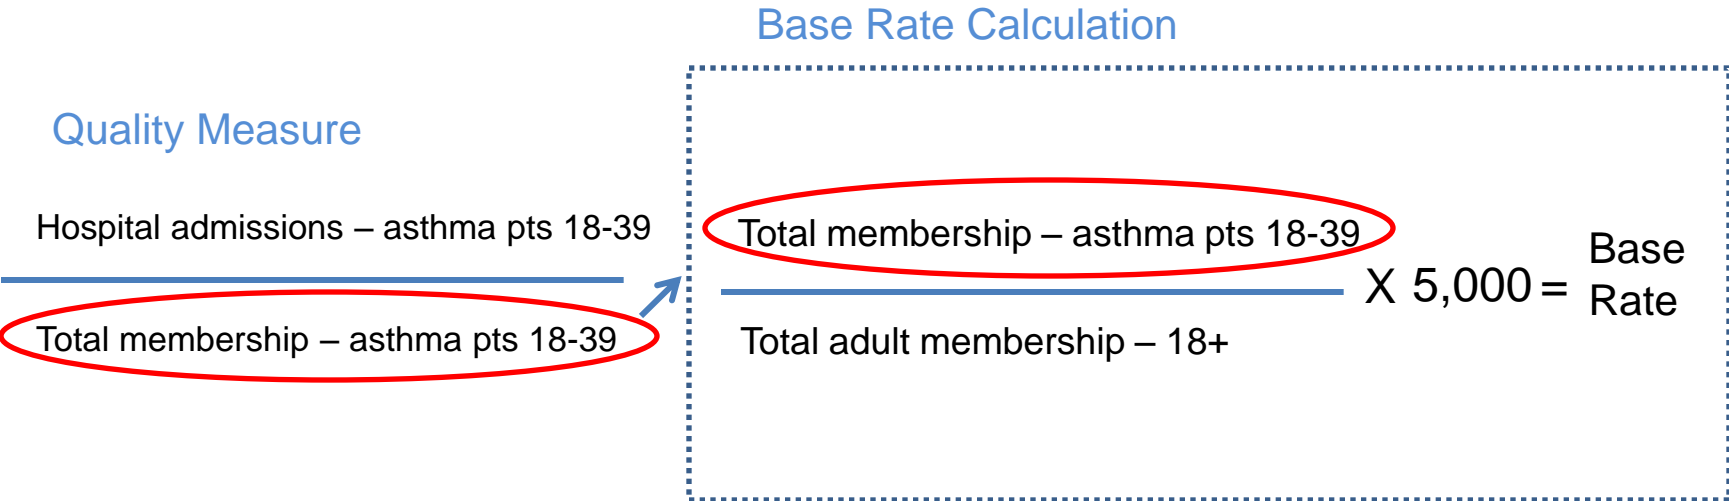 Base Rate Calculation
Quality Measure
Hospital admissions – asthma pts 18-39
Total membership – asthma pts 18-39
Total membership – asthma pts 18-39
Total adult membership – 18+
X 5,000 =
Base
Rate